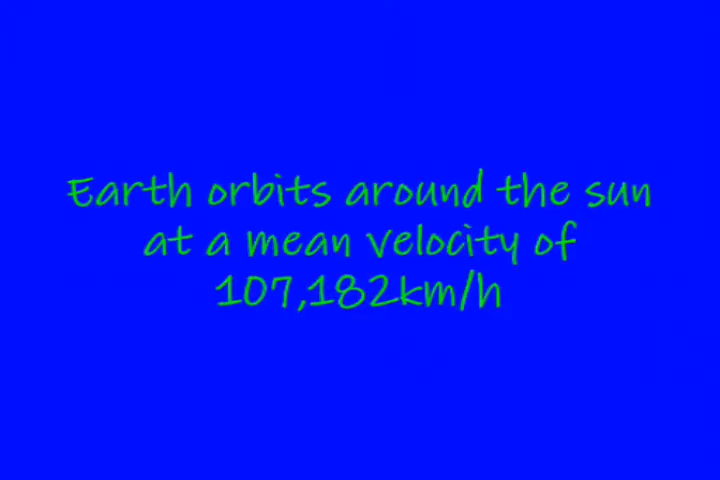 Earth orbits around the sun
at a mean velocity of
107,182km/h